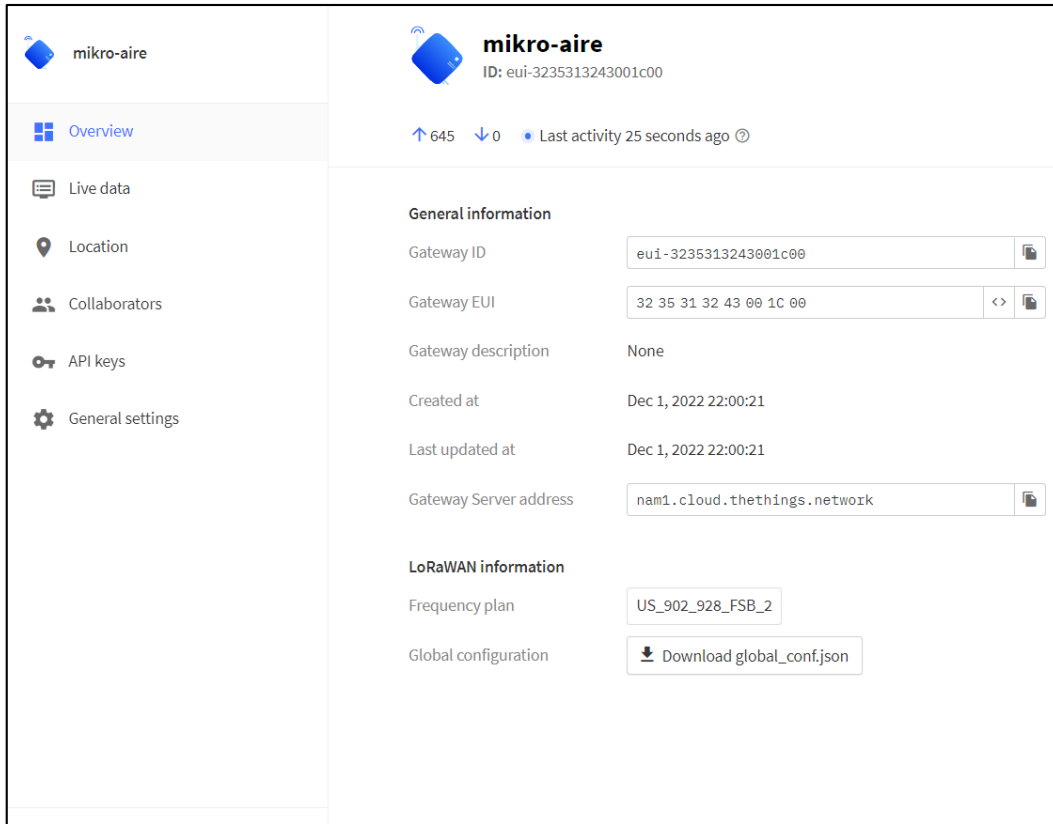 mikro-aire
Overview
Live data
Location
Collaborators
API keys
General settings
mikro-aire
ID: eui-3235313243001c00
645 0 Last activity 25 seconds ago
General information
Gateway ID eui-3235313243001c00
Gateway EUI 32 35 31 32 43 00 1C 00 <>
Gateway description None
Created at Dec 1, 2022 22:00:21
Last updated at Dec 1, 2022 22:00:21
Gateway Server address nam1.cloud.thethings.network
LoRaWAN information
Frequency plan US_902_928_FSB_2
Global configuration Download global_conf.json